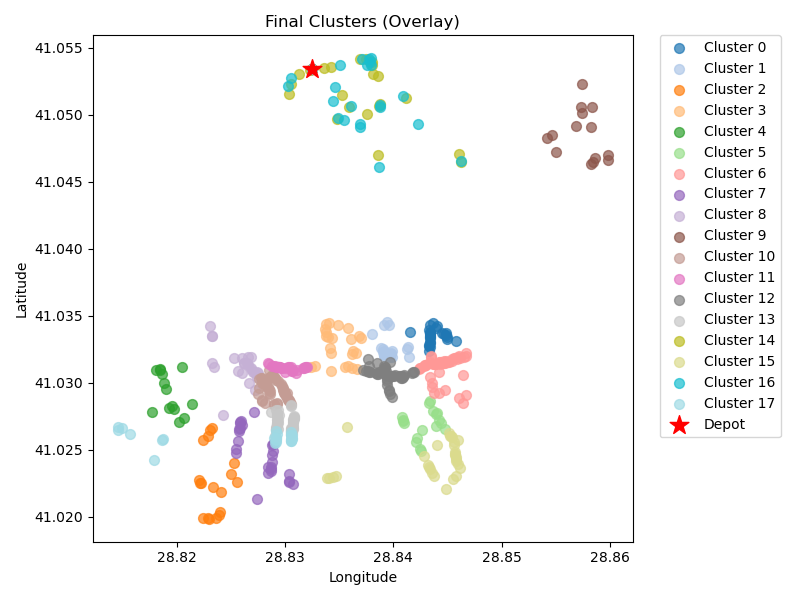 Final Clusters (Overlay)
41.055
41.050
41.045
41.040
41.035
41.030
41.025
41.020
Latitude
28.82
28.83
28.84
28.85
28.86
Longitude
Cluster 0
Cluster 1
Cluster 2
Cluster 3
Cluster 4
Cluster 5
Cluster 6
Cluster 7
Cluster 8
Cluster 9
Cluster 10
Cluster 11
Cluster 12
Cluster 13
Cluster 14
Cluster 15
Cluster 16
Cluster 17
Depot